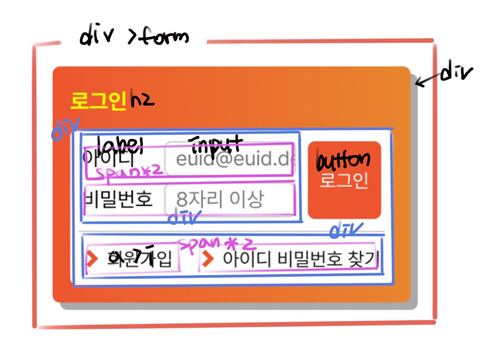 div > form
div
로그인 h2
div
label input
아이디 euid@euid.de
span*2
button
로그인
비밀번호 8자리 이상
div
div
span*2
회원가입 아이디 비밀번호 찾기